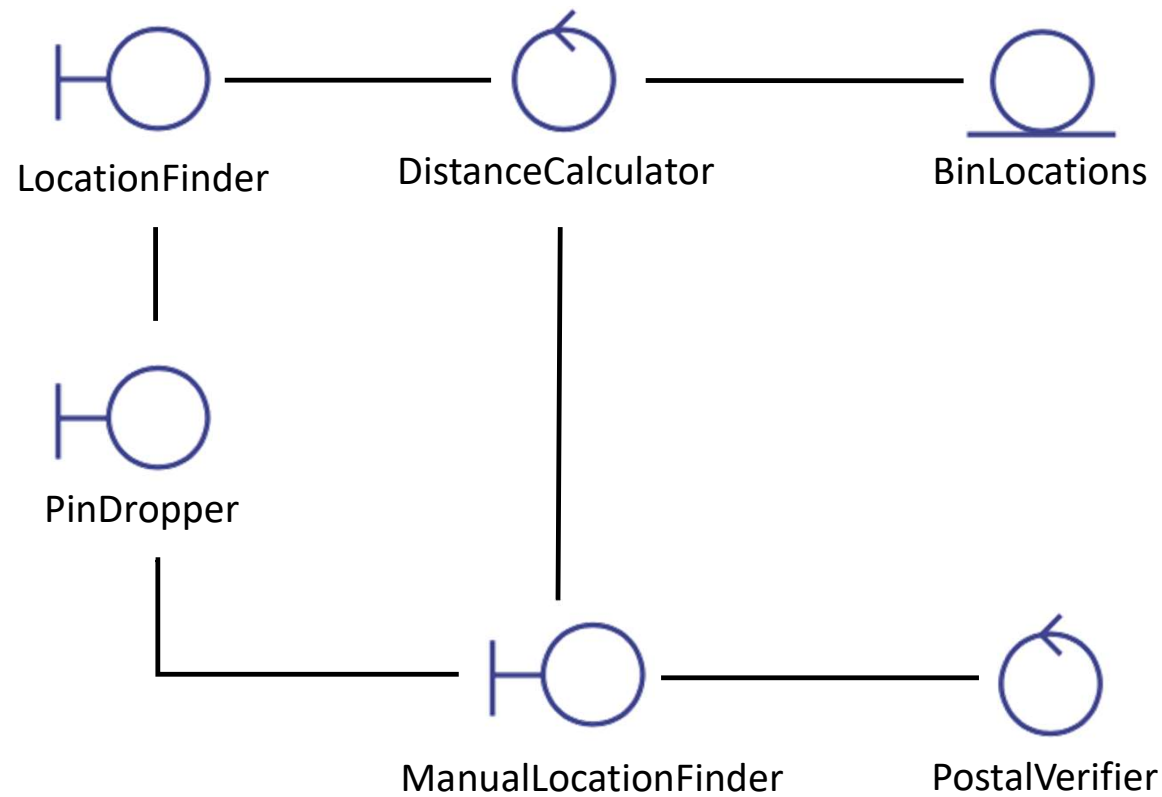 LocationFinder
DistanceCalculator
BinLocations
PinDropper
ManualLocationFinder
PostalVerifier